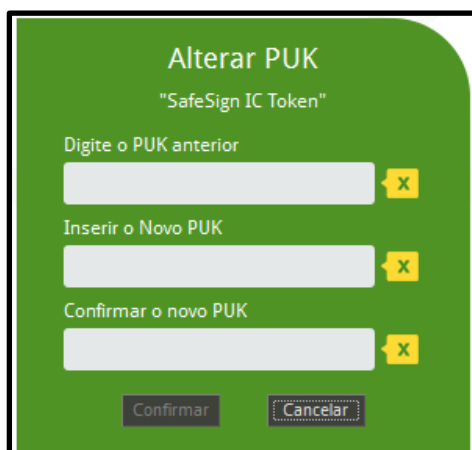 Alterar PUK
"SafeSign IC Token"
Digite o PUK anterior
X
Inserir o Novo PUK
X
Confirmar o novo PUK
X
Confirmar Cancelar